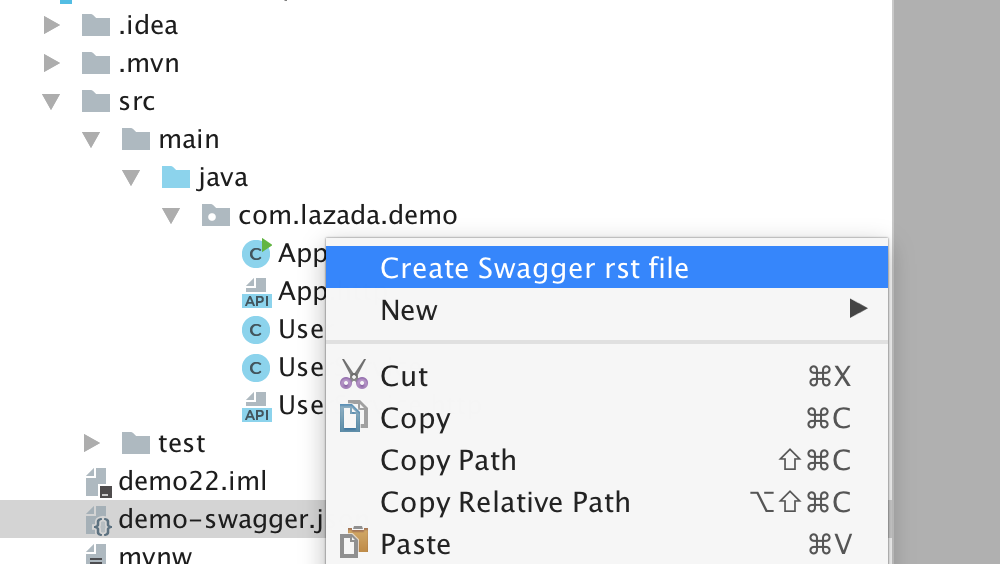 .idea
.mvn
src
main
java
com.lazada.demo
C App
API App
C Use
C Use
API Use
test
demo22.iml
demo-swagger.j
mvnw
Create Swagger rst file
New
Cut ⌘X
Copy ⌘C
Copy Path ⇧⌘C
Copy Relative Path ⌥⇧⌘C
Paste ⌘V